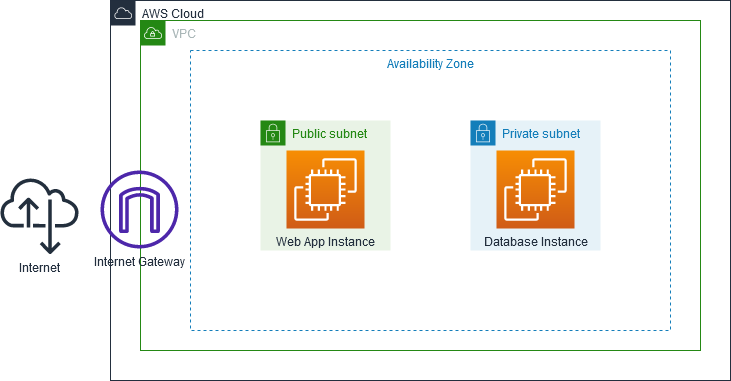 AWS Cloud
VPC
Availability Zone
Public subnet
Private subnet
Web App Instance
Database Instance
Internet Gateway
Internet